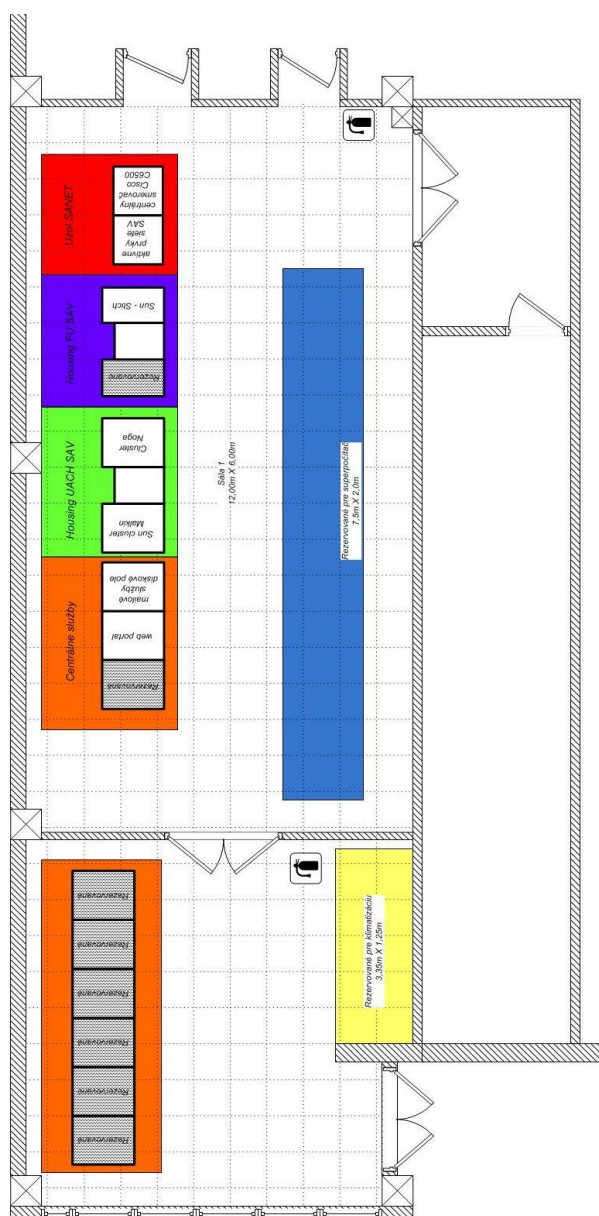 Uzol SANET
centrálny
smerovač
Cisco
C6500
aktívne
prvky
siete
SAV
Housing FÚ SAV
Sun - Stich
Rezervované
Housing UACH SAV
Cluster
Noga
Sun cluster
Malkin
Centrálne služby
mailové
služby
diskové pole
web portal
Rezervované
Sála 1
12,00m X 6,00m
Rezervované pre superpočítač
7,5m X 2,0m
Rezervované
Rezervované
Rezervované
Rezervované
Rezervované
Rezervované
Rezervované pre klimatizáciu
3,35m X 1,25m